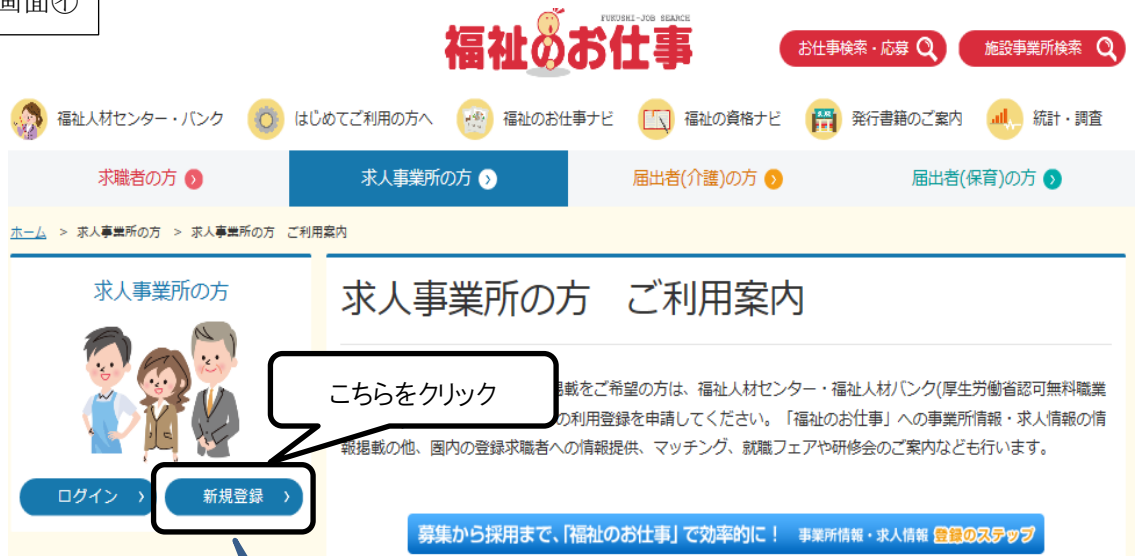 画面①
FUKUSHI-JOB SEARCH
福祉のお仕事
お仕事検索・応募
施設事業所検索
福祉人材センター・バンク
はじめてご利用の方へ
福祉のお仕事ナビ
福祉の資格ナビ
発行書籍のご案内
統計・調査
求職者の方
求人事業所の方
届出者(介護)の方
届出者(保育)の方
ホーム > 求人事業所の方 > 求人事業所の方 ご利用案内
求人事業所の方
求人事業所の方 ご利用案内
こちらをクリック
掲載をご希望の方は、福祉人材センター・福祉人材バンク(厚生労働省認可無料職業
の利用登録を申請してください。「福祉のお仕事」への事業所情報・求人情報の情
報掲載の他、圏内の登録求職者への情報提供、マッチング、就職フェアや研修会のご案内なども行います。
ログイン
新規登録
募集から採用まで、「福祉のお仕事」で効率的に! 事業所情報・求人情報 登録のステップ